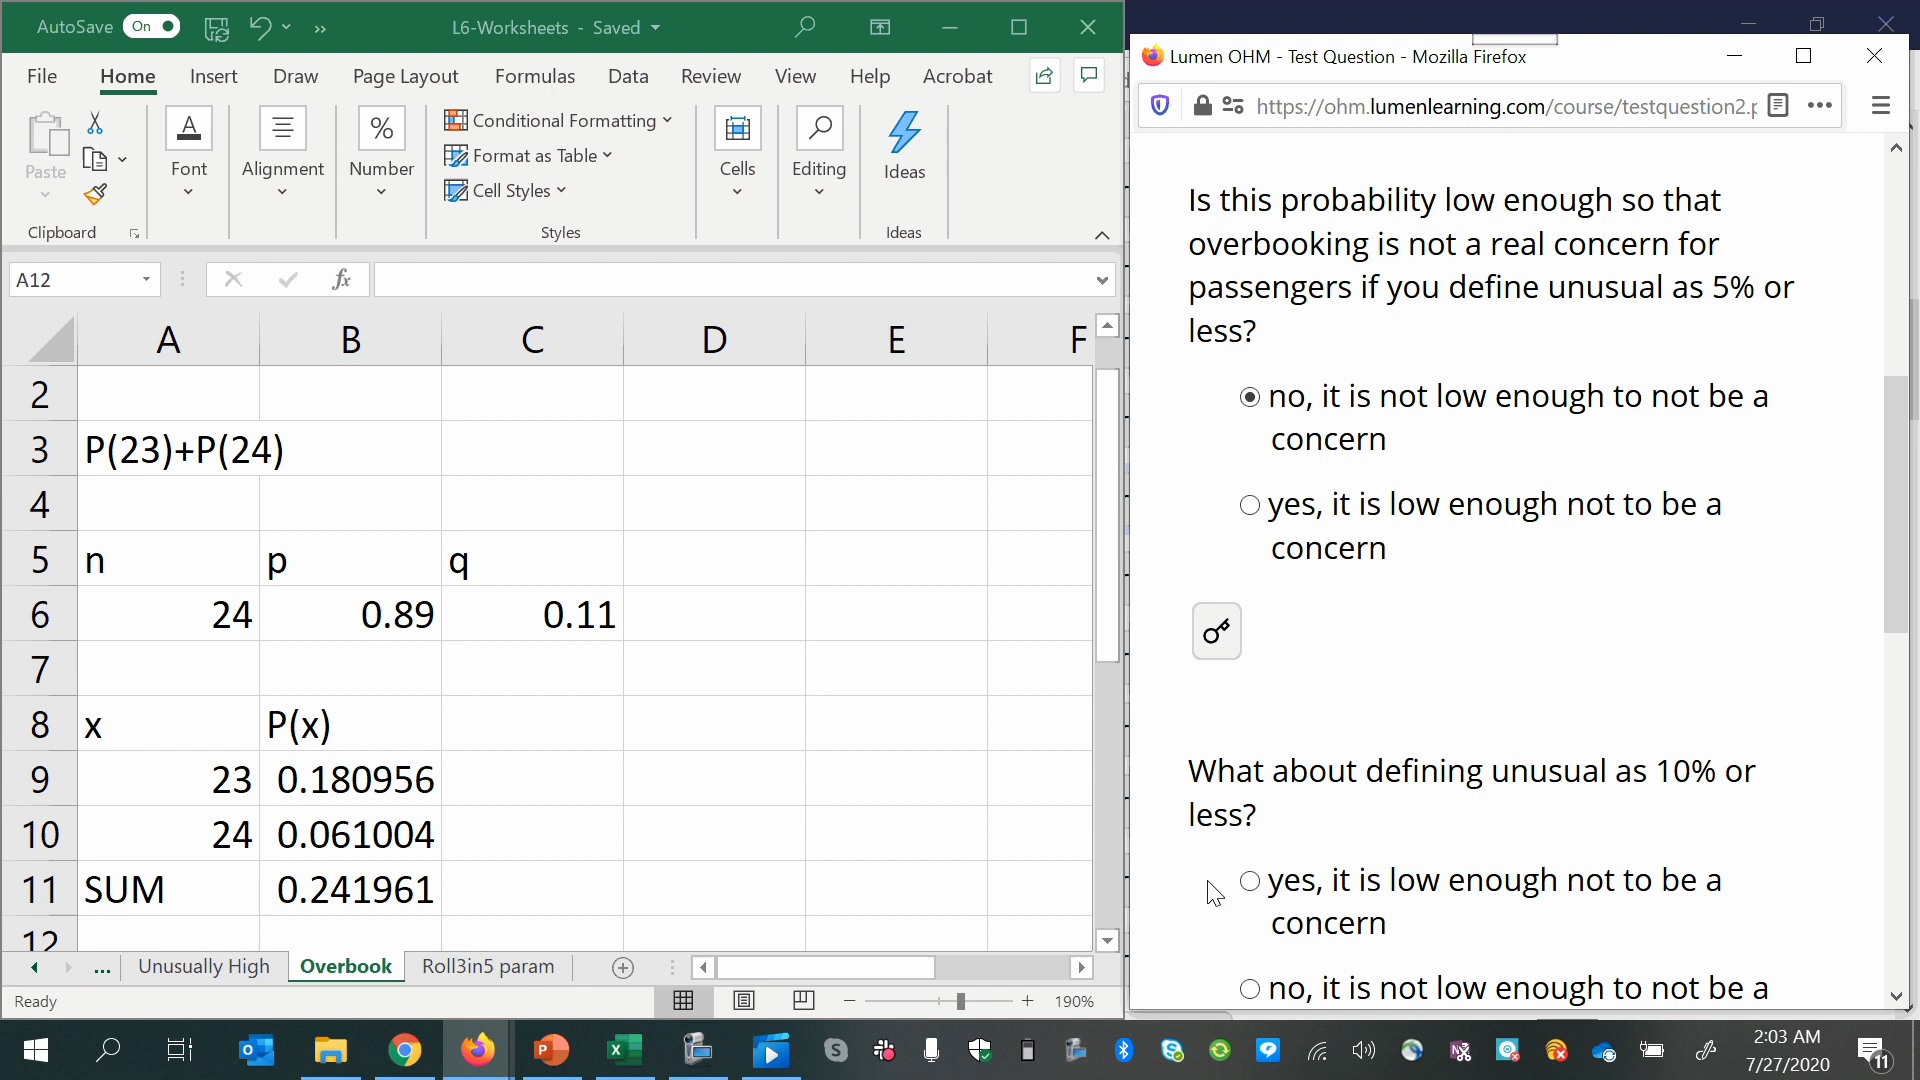 AutoSave On L6-Worksheets - Saved
File Home Insert Draw Page Layout Formulas Data Review View Help Acrobat
Paste
Clipboard
Font
Alignment
Number
Conditional Formatting
Format as Table
Cell Styles
Styles
Cells
Editing
Ideas
Ideas
A12
fx
A B C D E F
2
3 P(23)+P(24)
4
5 n p q
6 24 0.89 0.11
7
8 x P(x)
9 23 0.180956
10 24 0.061004
11 SUM 0.241961
12
... Unusually High Overbook Roll3in5 param
Ready 190%
Lumen OHM - Test Question - Mozilla Firefox
https://ohm.lumenlearning.com/course/testquestion2.p
Is this probability low enough so that
overbooking is not a real concern for
passengers if you define unusual as 5% or
less?
no, it is not low enough to not be a
concern
yes, it is low enough not to be a
concern
What about defining unusual as 10% or
less?
yes, it is low enough not to be a
concern
no, it is not low enough to not be a
2:03 AM
7/27/2020
11